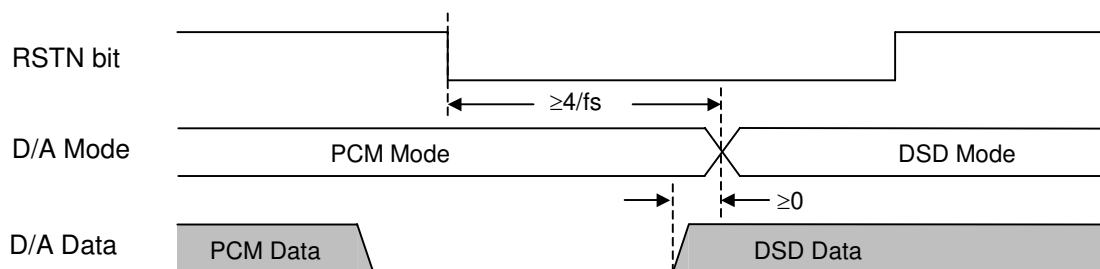 RSTN bit
≥4/fs
D/A Mode
PCM Mode
DSD Mode
≥0
D/A Data
PCM Data
DSD Data